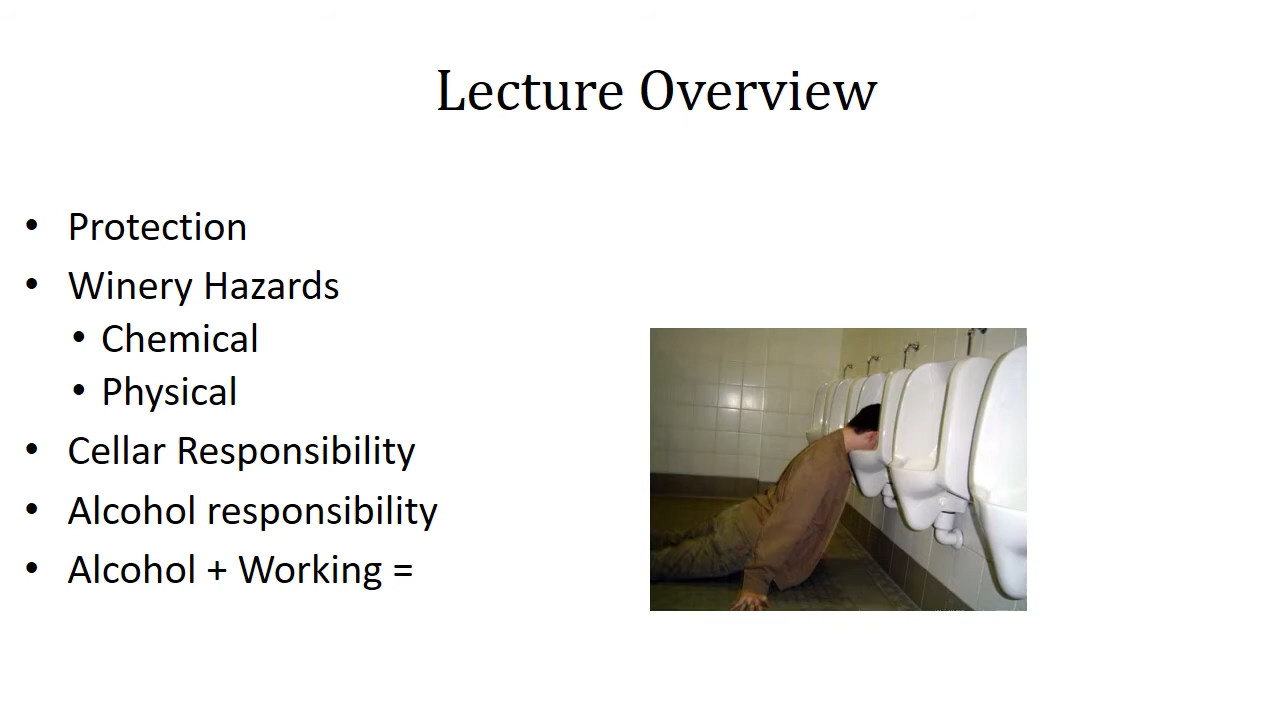 Lecture Overview
• Protection
• Winery Hazards
• Chemical
• Physical
• Cellar Responsibility
• Alcohol responsibility
• Alcohol + Working =